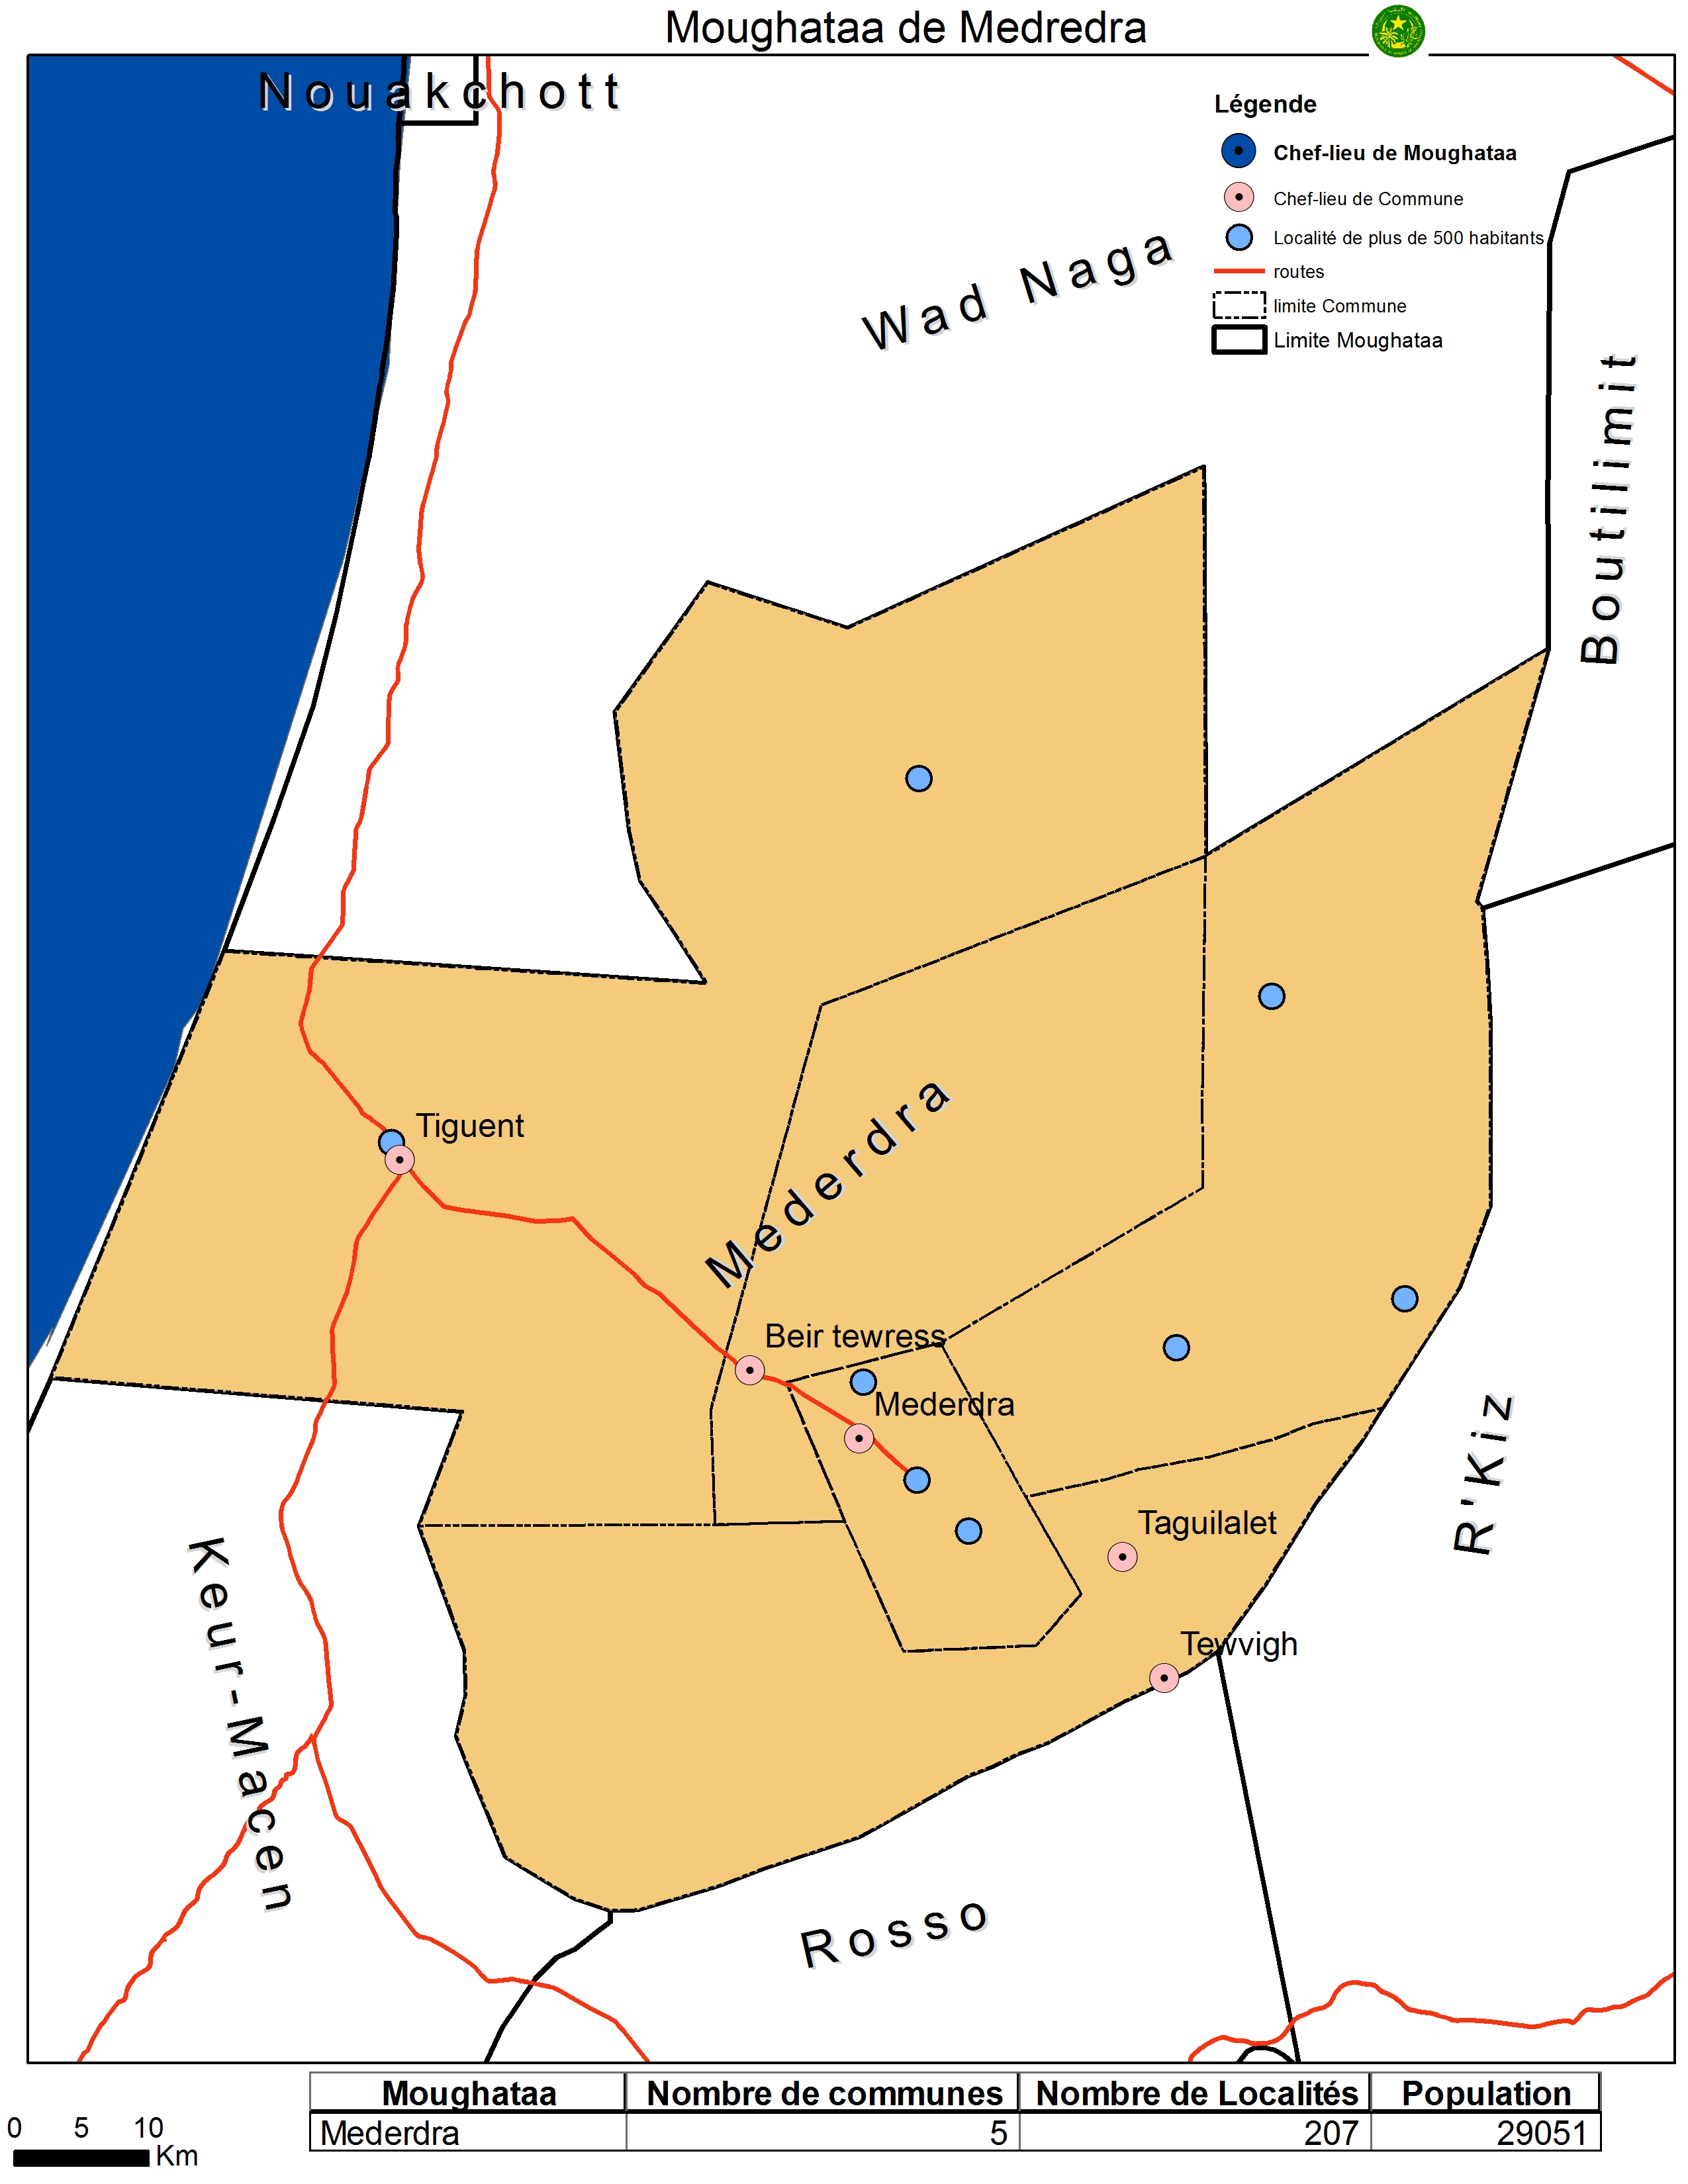 Moughataa de Medredra
Nouakchott
Légende
Chef-lieu de Moughataa
Chef-lieu de Commune
Localité de plus de 500 habitants
routes
limite Commune
Limite Moughataa
Wad Naga
Boutilimit
Tiguent
Mederdra
Beir tewress
Mederdra
Taguilalet
Tewvigh
R'Kiz
Keur-Macen
Rosso
Moughataa Nombre de communes Nombre de Localités Population
Mederdra 5 207 29051
0 5 10
Km